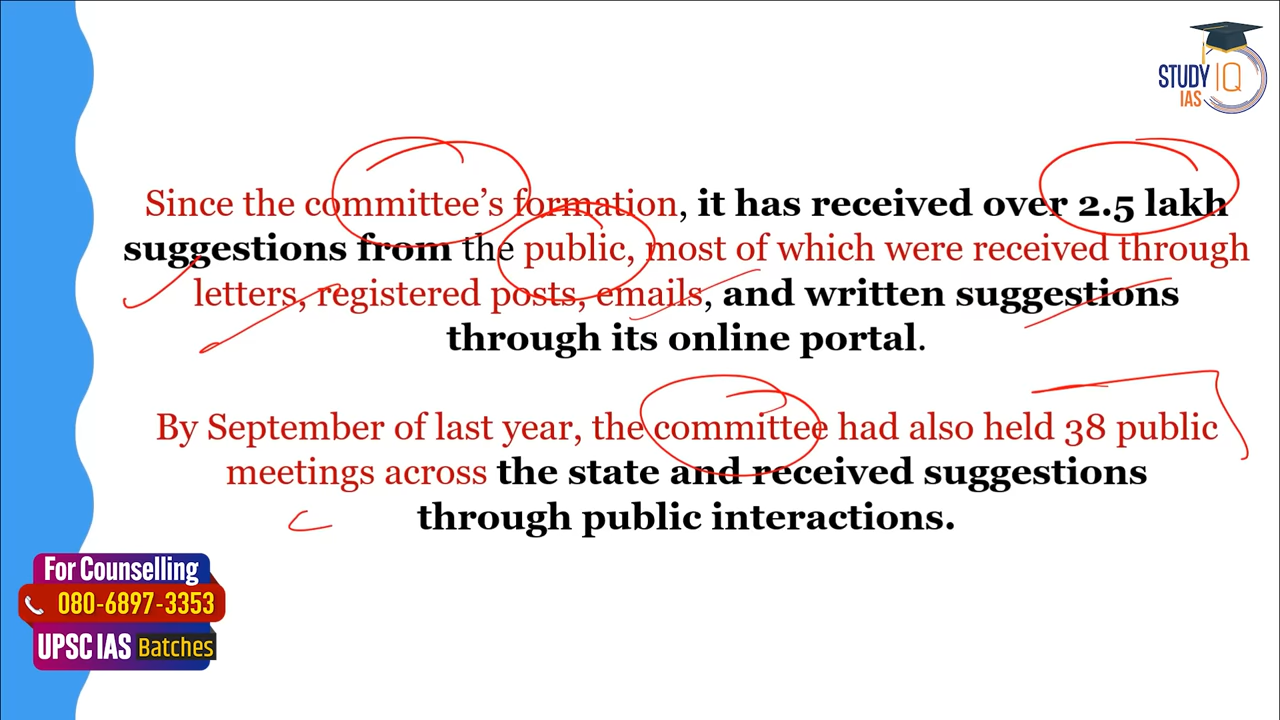 STUDY IQ
IAS
Since the committee’s formation, it has received over 2.5 lakh
suggestions from the public, most of which were received through
letters, registered posts, emails, and written suggestions
through its online portal.
By September of last year, the committee had also held 38 public
meetings across the state and received suggestions
through public interactions.
For Counselling
080-6897-3353
UPSC IAS Batches